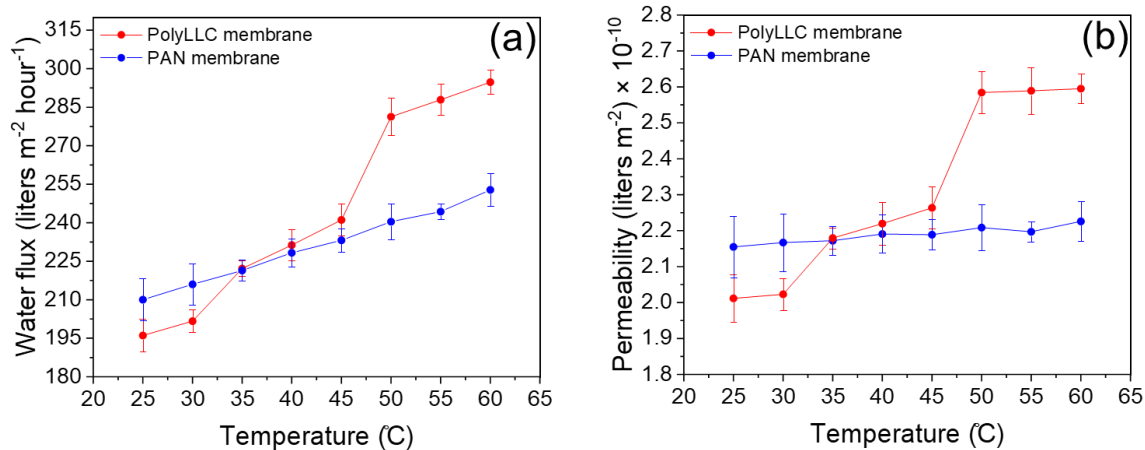 (a)
PolyLLC membrane
PAN membrane
Water flux (liters m⁻² hour⁻¹)
315
300
285
270
255
240
225
210
195
180
20 25 30 35 40 45 50 55 60 65
Temperature (°C)
(b)
PolyLLC membrane
PAN membrane
Permeability (liters m⁻²) × 10⁻¹⁰
2.8
2.7
2.6
2.5
2.4
2.3
2.2
2.1
2.0
1.9
1.8
20 25 30 35 40 45 50 55 60 65
Temperature (°C)